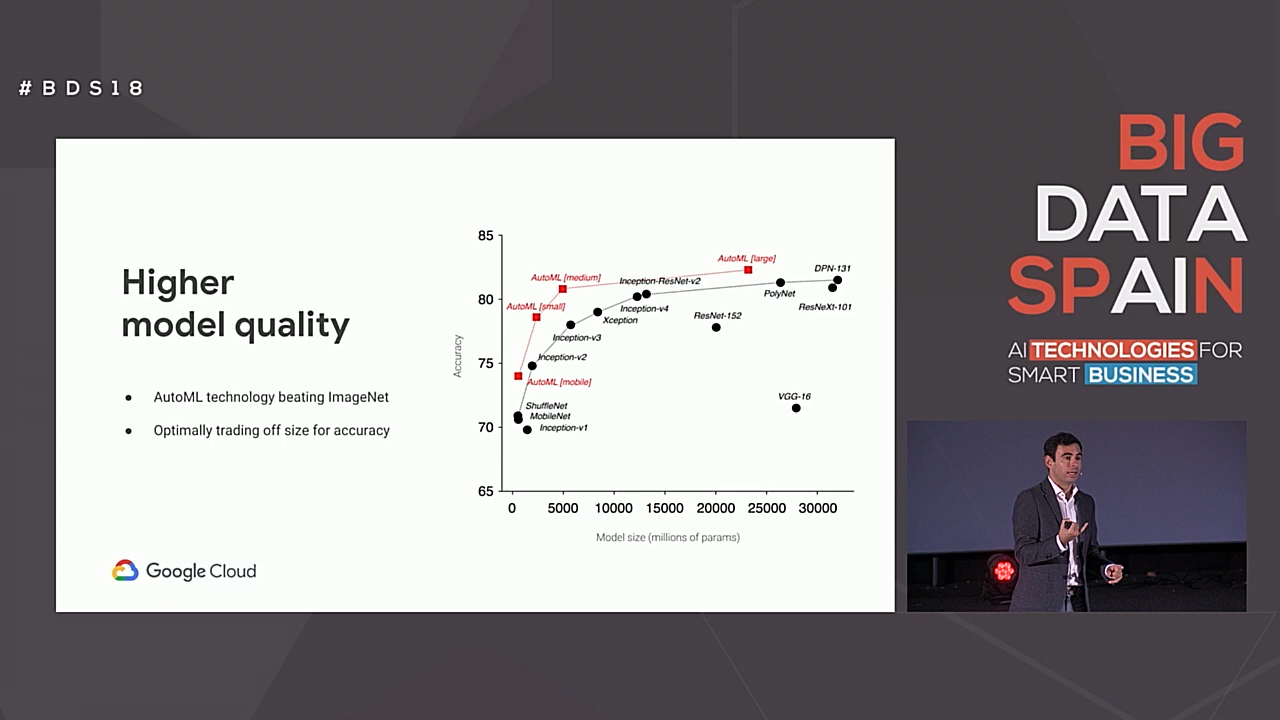 #BDS18
BIG
DATA
SPAIN
AI TECHNOLOGIES FOR
SMART BUSINESS
Higher
model quality
● AutoML technology beating ImageNet
● Optimally trading off size for accuracy
Google Cloud
85
80
75
70
65
Accuracy
0 5000 10000 15000 20000 25000 30000
Model size (millions of params)
AutoML [large]
AutoML [medium]
AutoML [small]
AutoML [mobile]
Inception-ResNet-v2
DPN-131
PolyNet
ResNeXt-101
Inception-v4
Xception
ResNet-152
Inception-v3
Inception-v2
VGG-16
ShuffleNet
MobileNet
Inception-v1